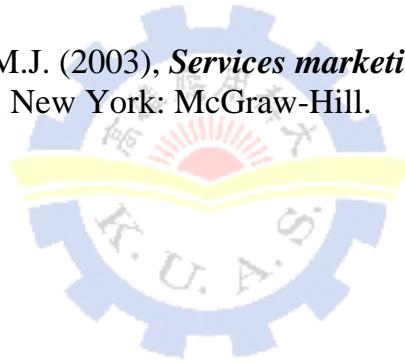 M.J. (2003), Services marketi
New York: McGraw-Hill.
K. U. A. S.